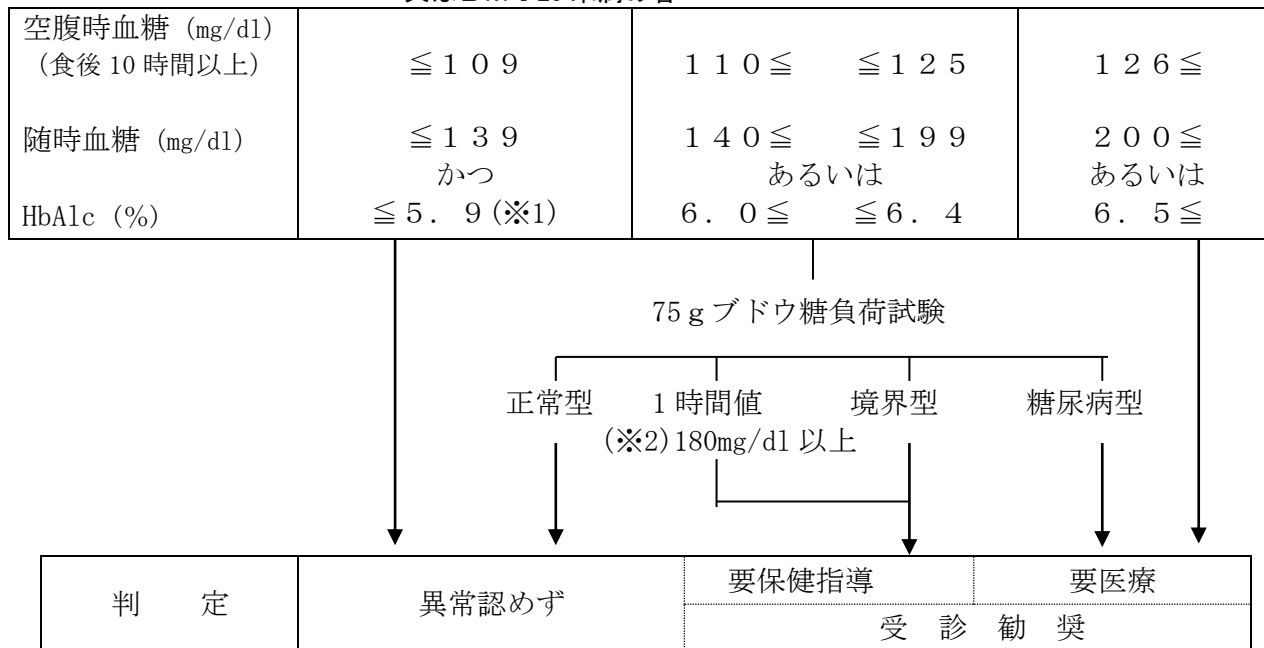 空腹時血糖 (mg/dl)
(食後 10 時間以上)
≦109
110≦ ≦125
126≦
随時血糖 (mg/dl)
≦139
140≦ ≦199
200≦
かつ
あるいは
あるいは
HbA1c (%)
≦5.9(※1)
6.0≦ ≦6.4
6.5≦
75gブドウ糖負荷試験
正常型
1時間値
境界型
糖尿病型
(※2)180mg/dl以上
判 定
異常認めず
要保健指導
要医療
受 診 勧 奨